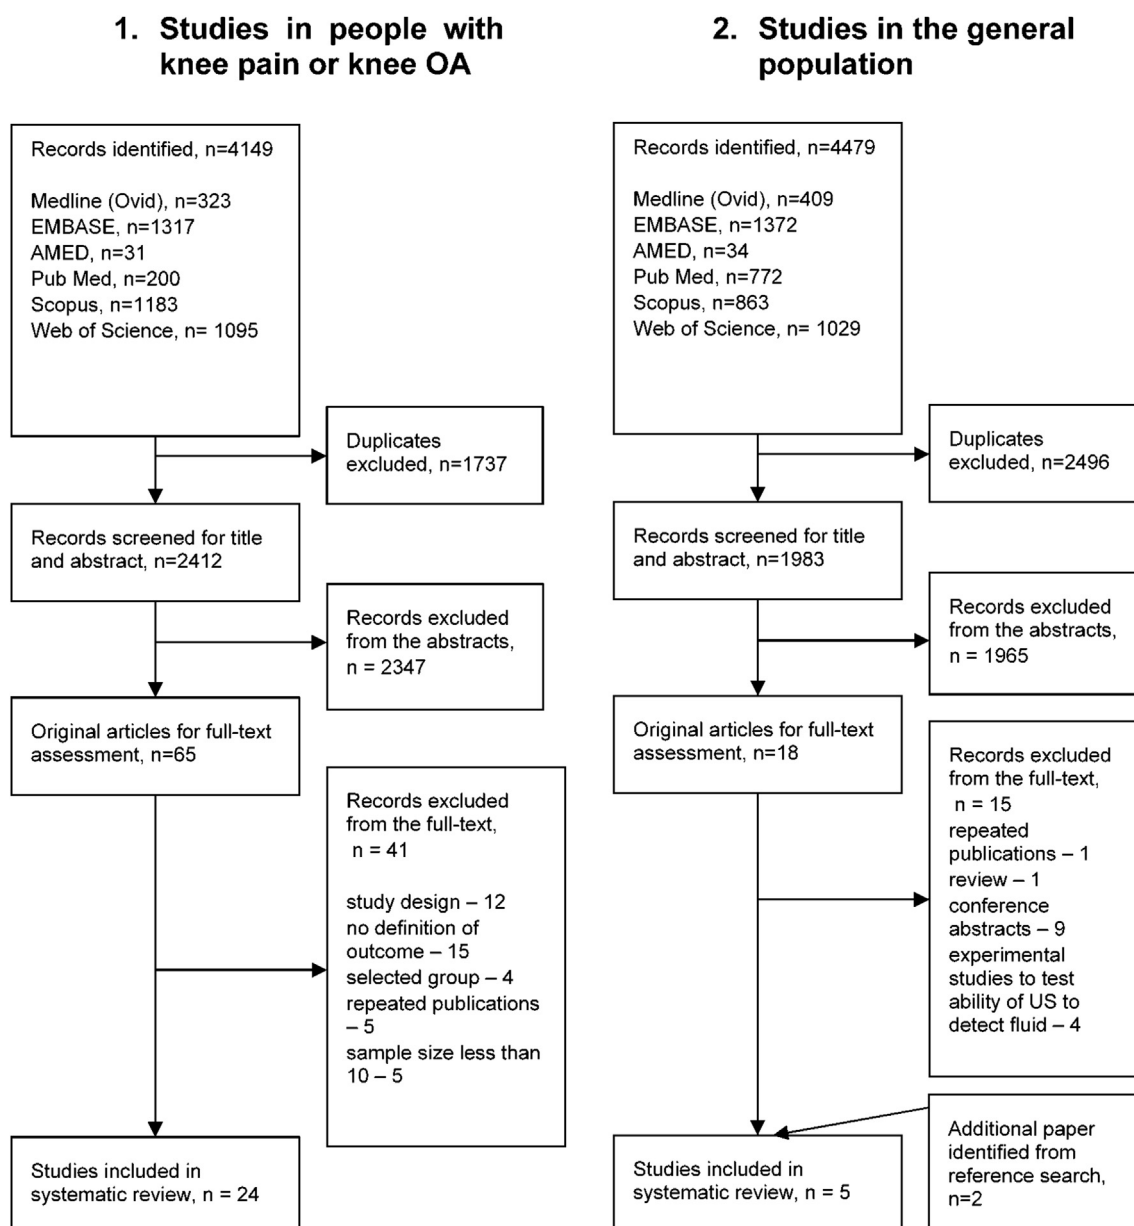 1. Studies in people with
knee pain or knee OA
Records identified, n=4149
Medline (Ovid), n=323
EMBASE, n=1317
AMED, n=31
Pub Med, n=200
Scopus, n=1183
Web of Science, n= 1095
Duplicates
excluded, n=1737
Records screened for title
and abstract, n=2412
Records excluded
from the abstracts,
n = 2347
Original articles for full-text
assessment, n=65
Records excluded
from the full-text,
n = 41
study design – 12
no definition of
outcome – 15
selected group – 4
repeated publications
– 5
sample size less than
10 – 5
Studies included in
systematic review, n = 24
2. Studies in the general
population
Records identified, n=4479
Medline (Ovid), n=409
EMBASE, n=1372
AMED, n=34
Pub Med, n=772
Scopus, n=863
Web of Science, n= 1029
Duplicates
excluded, n=2496
Records screened for title
and abstract, n=1983
Records excluded
from the abstracts,
n = 1965
Original articles for full-text
assessment, n=18
Records excluded
from the full-text,
n = 15
repeated
publications – 1
review – 1
conference
abstracts – 9
experimental
studies to test
ability of US to
detect fluid – 4
Additional paper
identified from
reference search,
n=2
Studies included in
systematic review, n = 5